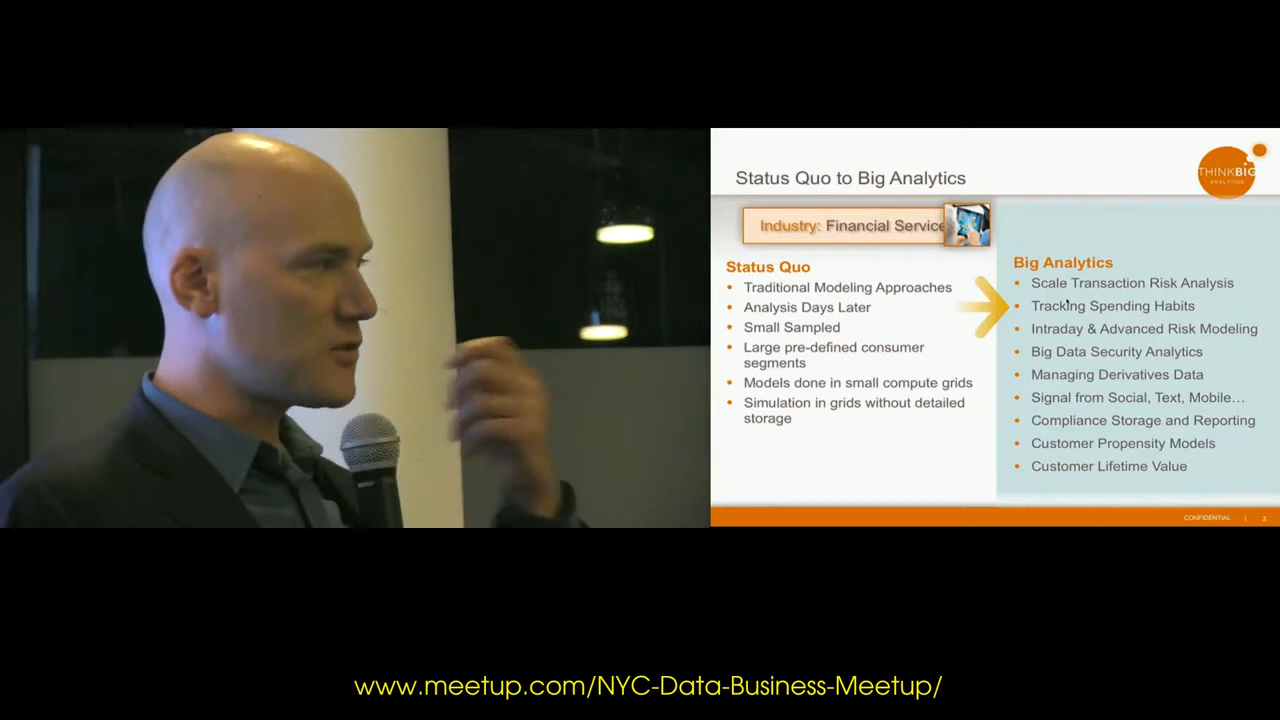 Status Quo to Big Analytics
THINKBIG
ANALYTICS
Industry: Financial Service
Status Quo
• Traditional Modeling Approaches
• Analysis Days Later
• Small Sampled
• Large pre-defined consumer
segments
• Models done in small compute grids
• Simulation in grids without detailed
storage
Big Analytics
• Scale Transaction Risk Analysis
• Tracking Spending Habits
• Intraday & Advanced Risk Modeling
• Big Data Security Analytics
• Managing Derivatives Data
• Signal from Social, Text, Mobile…
• Compliance Storage and Reporting
• Customer Propensity Models
• Customer Lifetime Value
CONFIDENTIAL | 3
www.meetup.com/NYC-Data-Business-Meetup/